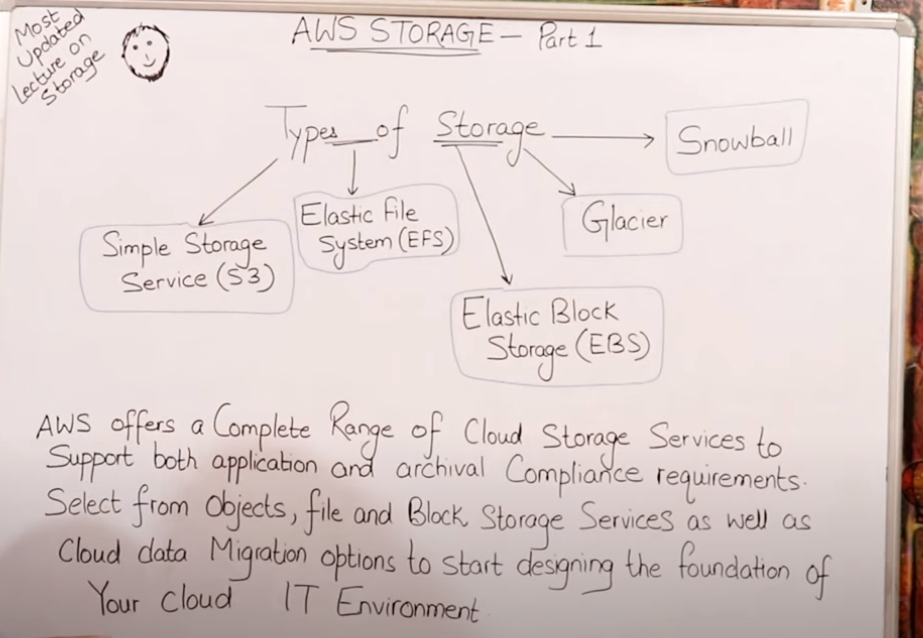 Most
Updated
Lecture on
Storage
AWS STORAGE - Part 1
Types of Storage
Snowball
Simple Storage
Service (S3)
Elastic File
System (EFS)
Glacier
Elastic Block
Storage (EBS)
AWS offers a Complete Range of Cloud Storage Services to
Support both application and archival Compliance requirements.
Select from Objects, file and Block Storage Services as well as
Cloud data Migration options to start designing the foundation of
Your cloud IT Environment.